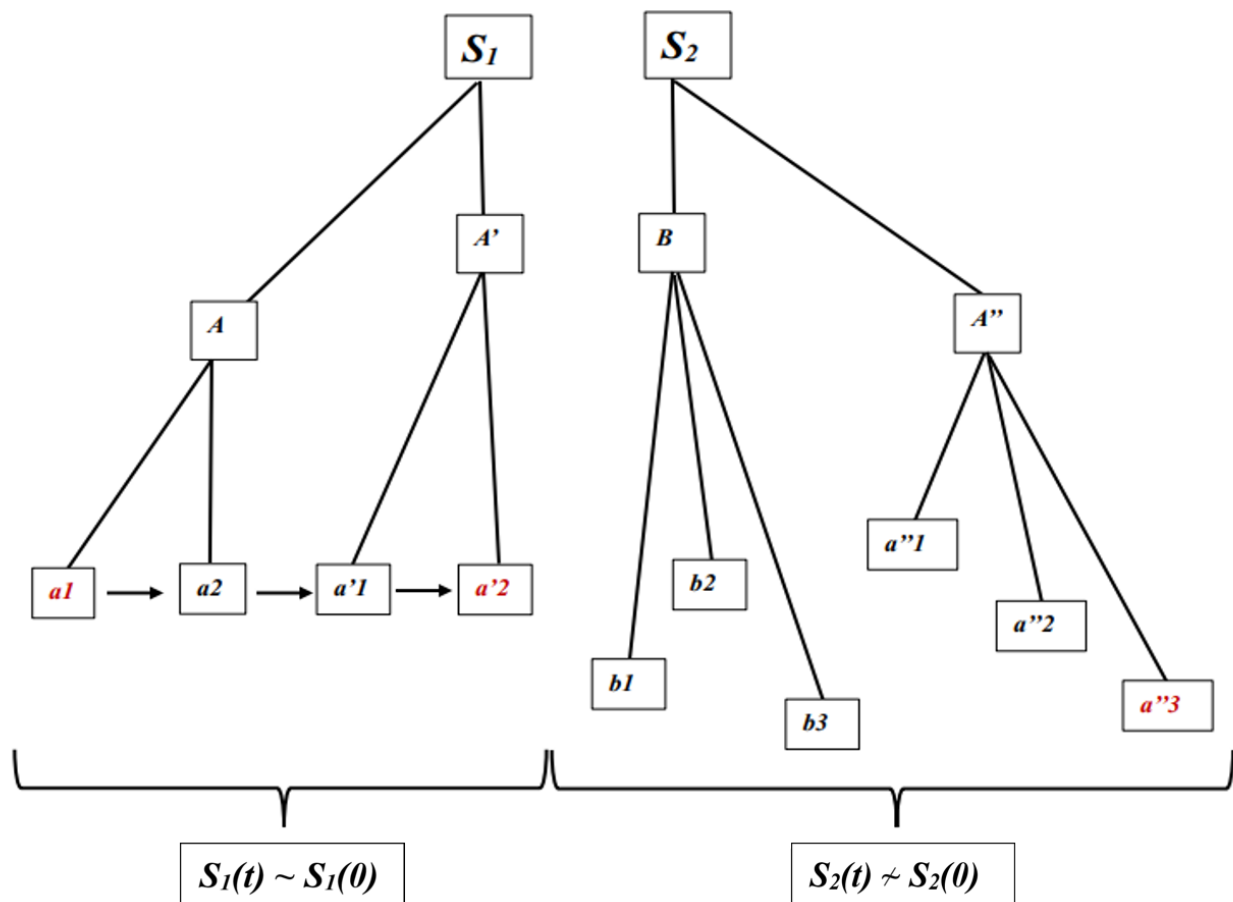 S₁ S₂
A' B
A A''
a''1
a1 a2 a'1 a'2 b2
a''2
b1 a''3
b3
S₁(t) ~ S₁(0) S₂(t) ≁ S₂(0)